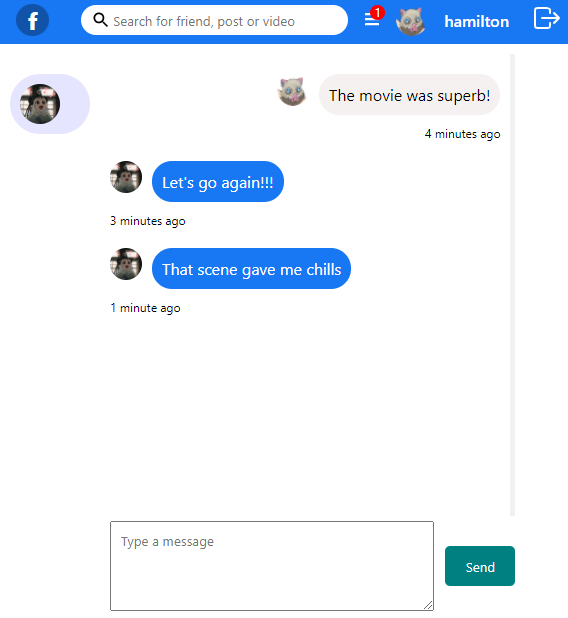 f
Search for friend, post or video
1
hamilton
The movie was superb!
4 minutes ago
Let's go again!!!
3 minutes ago
That scene gave me chills
1 minute ago
Type a message
Send